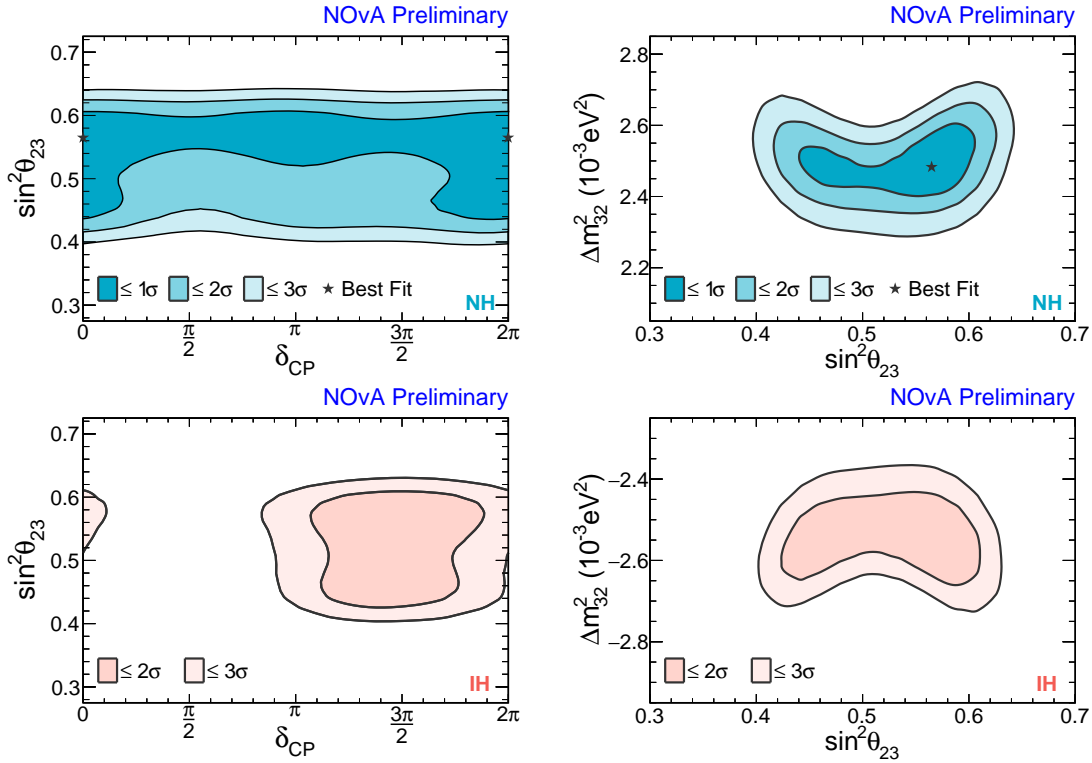 NOvA Preliminary
0.7
0.6
0.5
0.4
0.3
sin²θ₂₃
≤ 1σ ≤ 2σ ≤ 3σ ★ Best Fit
NH
0 π/2 π 3π/2 2π
δCP
NOvA Preliminary
2.8
2.6
2.4
2.2
Δm²₃₂ (10⁻³eV²)
≤ 1σ ≤ 2σ ≤ 3σ ★ Best Fit
NH
0.3 0.4 0.5 0.6 0.7
sin²θ₂₃
NOvA Preliminary
0.7
0.6
0.5
0.4
0.3
sin²θ₂₃
≤ 2σ ≤ 3σ
IH
0 π/2 π 3π/2 2π
δCP
NOvA Preliminary
−2.4
−2.6
−2.8
Δm²₃₂ (10⁻³eV²)
≤ 2σ ≤ 3σ
IH
0.3 0.4 0.5 0.6 0.7
sin²θ₂₃